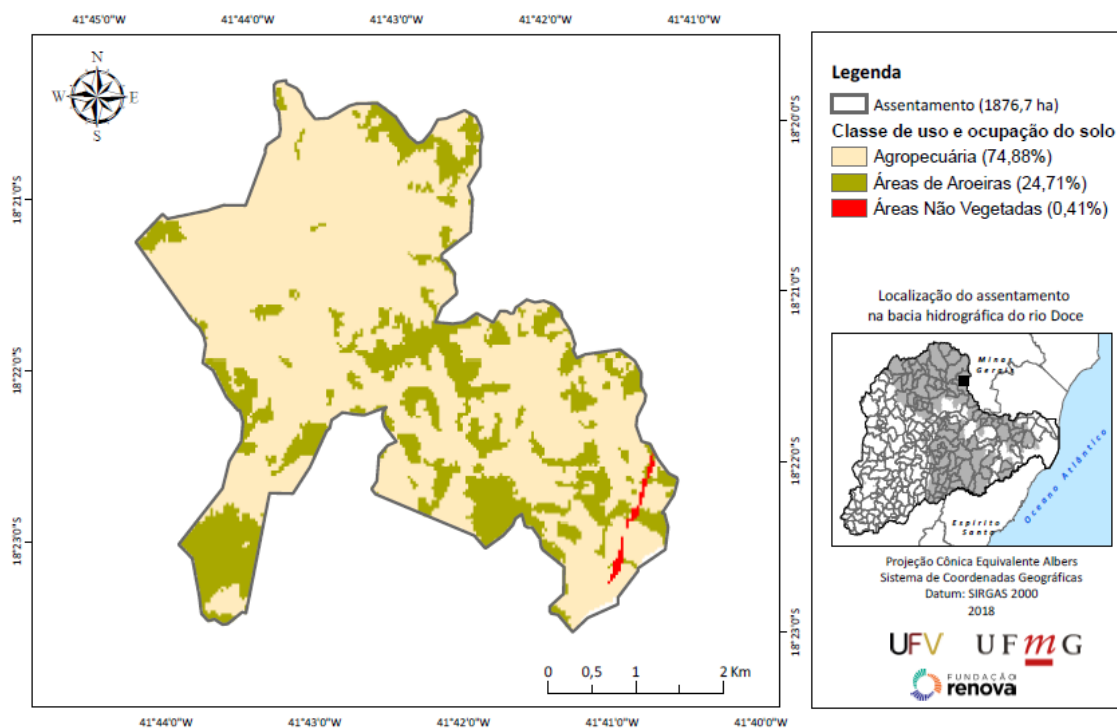 41°45'0"W 41°44'0"W 41°43'0"W 41°42'0"W 41°41'0"W
N
W E
S
18°20'0"S
18°21'0"S
18°21'0"S
18°22'0"S
18°22'0"S
18°23'0"S
18°23'0"S
0 0,5 1 2 Km
41°44'0"W 41°43'0"W 41°42'0"W 41°41'0"W 41°40'0"W
Legenda
Assentamento (1876,7 ha)
Classe de uso e ocupação do solo
Agropecuária (74,88%)
Áreas de Aroeiras (24,71%)
Áreas Não Vegetadas (0,41%)
Localização do assentamento
na bacia hidrográfica do rio Doce
Minas
Gerais
Oceano Atlântico
Espírito
Santo
Projeção Cônica Equivalente Albers
Sistema de Coordenadas Geográficas
Datum: SIRGAS 2000
2018
UFV UFmG
FUNDAÇÃO
renova